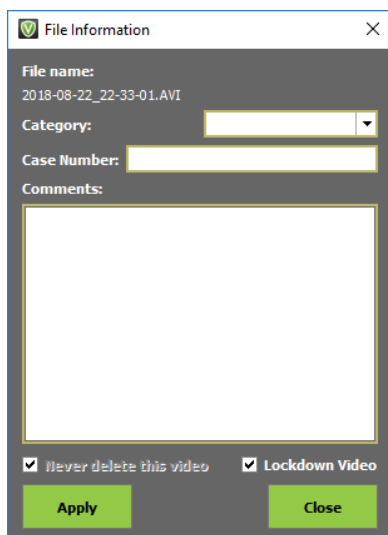 File Information
File name:
2018-08-22_22-33-01.AVI
Category:
Case Number:
Comments:
Never delete this video Lockdown Video
Apply Close